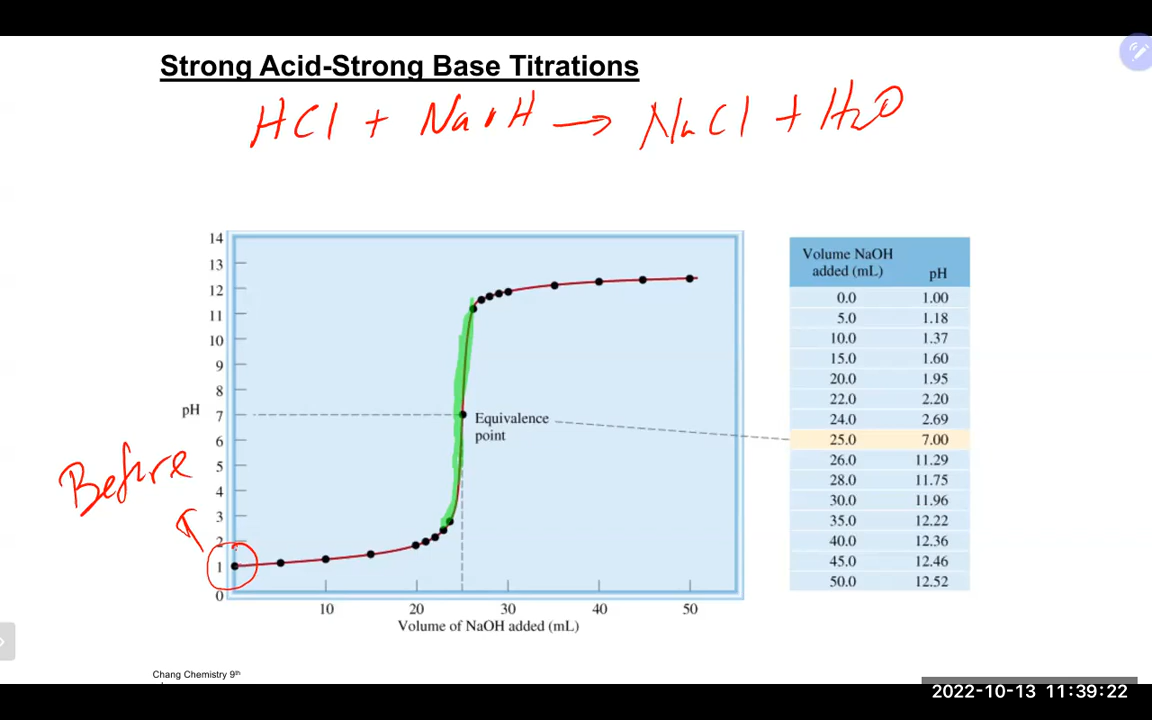 Strong Acid-Strong Base Titrations
HCl + NaOH → NaCl + H2O
14
13
12
11
10
9
8
pH 7
6
5
4
3
2
1
0
Before
Equivalence
point
10 20 30 40 50
Volume of NaOH added (mL)
Volume NaOH
added (mL) pH
0.0 1.00
5.0 1.18
10.0 1.37
15.0 1.60
20.0 1.95
22.0 2.20
24.0 2.69
25.0 7.00
26.0 11.29
28.0 11.75
30.0 11.96
35.0 12.22
40.0 12.36
45.0 12.46
50.0 12.52
Chang Chemistry 9th
2022-10-13 11:39:22